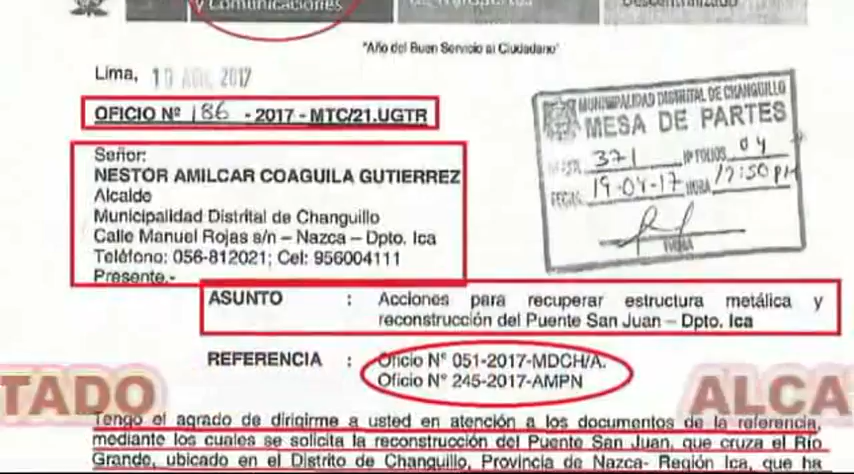 y Comunicaciones
"Año del Buen Servicio al Ciudadano"
Lima, 2017
OFICIO Nº 186 - 2017 - MTC/21.UGTR
MUNICIPALIDAD DISTRITAL DE CHANGUILLO
MESA DE PARTES
371 Nº FOLIOS 04
19-04-17 HORA 12:50 PM
FIRMA
Señor:
NESTOR AMILCAR COAGUILA GUTIERREZ
Alcalde
Municipalidad Distrital de Changuillo
Calle Manuel Rojas s/n – Nazca – Dpto. Ica
Teléfono: 056-812021; Cel: 956004111
Presente.-
ASUNTO : Acciones para recuperar estructura metálica y
reconstrucción del Puente San Juan – Dpto. Ica
REFERENCIA : Oficio Nº 051-2017-MDCH/A.
Oficio Nº 245-2017-AMPN
TADO ALCA
Tengo el agrado de dirigirme a usted en atención a los documentos de la referencia,
mediante los cuales se solicita la reconstrucción del Puente San Juan, que cruza el Río
Grande, ubicado en el Distrito de Changuillo, Provincia de Nazca- Región Ica, que ha